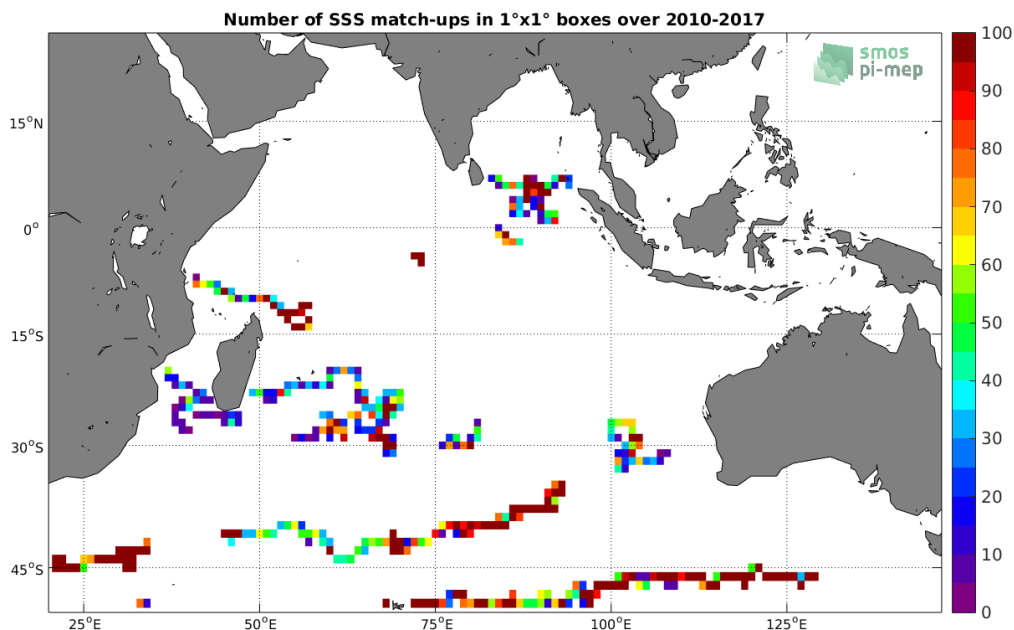 Number of SSS match-ups in 1°x1° boxes over 2010-2017
smos
pi-mep
100
90
80
70
60
50
40
30
20
10
0
15°N
0°
15°S
30°S
45°S
25°E
50°E
75°E
100°E
125°E